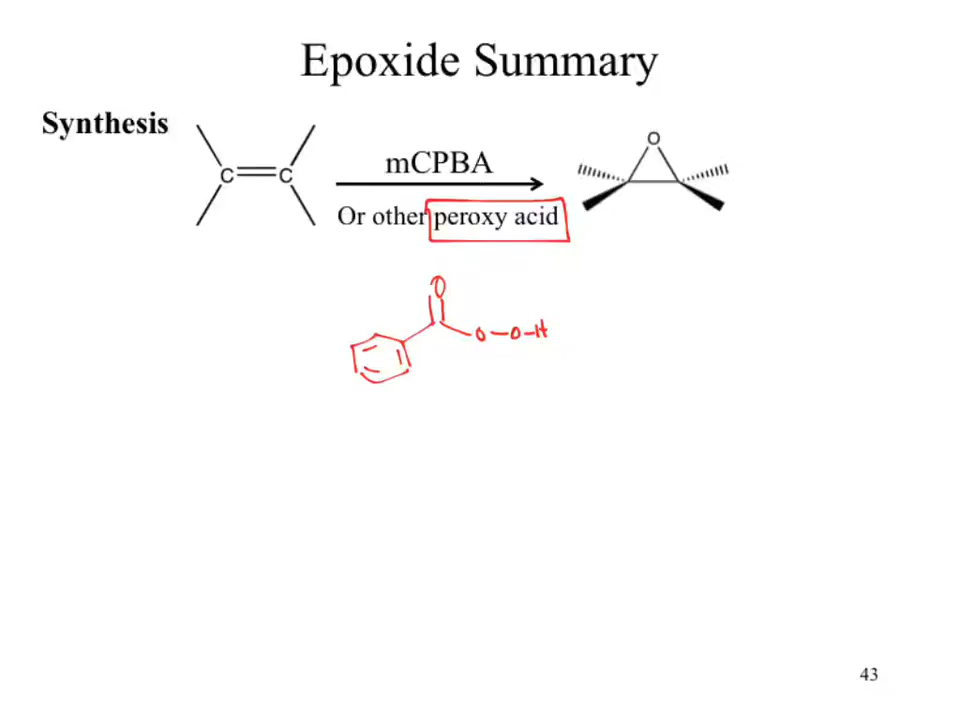 Epoxide Summary
Synthesis
C C
mCPBA
Or other peroxy acid
O
O
O-O-H
43